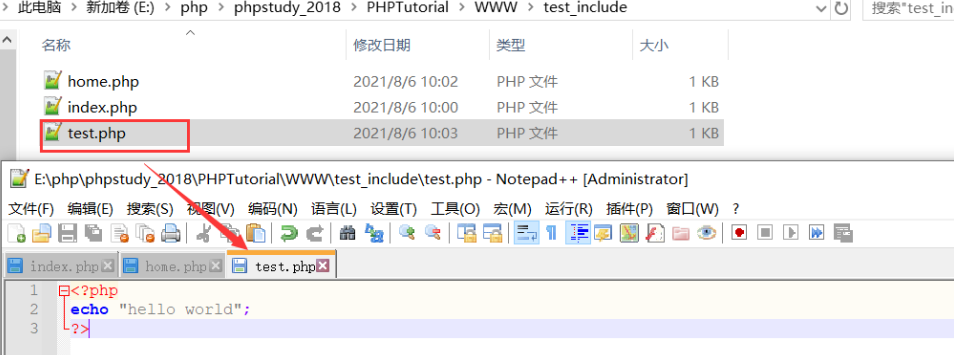 此电脑 > 新加卷 (E:) > php > phpstudy_2018 > PHPTutorial > WWW > test_include
搜索"test_in
名称 修改日期 类型 大小
home.php 2021/8/6 10:02 PHP 文件 1 KB
index.php 2021/8/6 10:00 PHP 文件 1 KB
test.php 2021/8/6 10:03 PHP 文件 1 KB
E:\php\phpstudy_2018\PHPTutorial\WWW\test_include\test.php - Notepad++ [Administrator]
文件(F) 编辑(E) 搜索(S) 视图(V) 编码(N) 语言(L) 设置(T) 工具(O) 宏(M) 运行(R) 插件(P) 窗口(W) ?
index.php home.php test.php
1 <?php
2 echo "hello world";
3 ?>